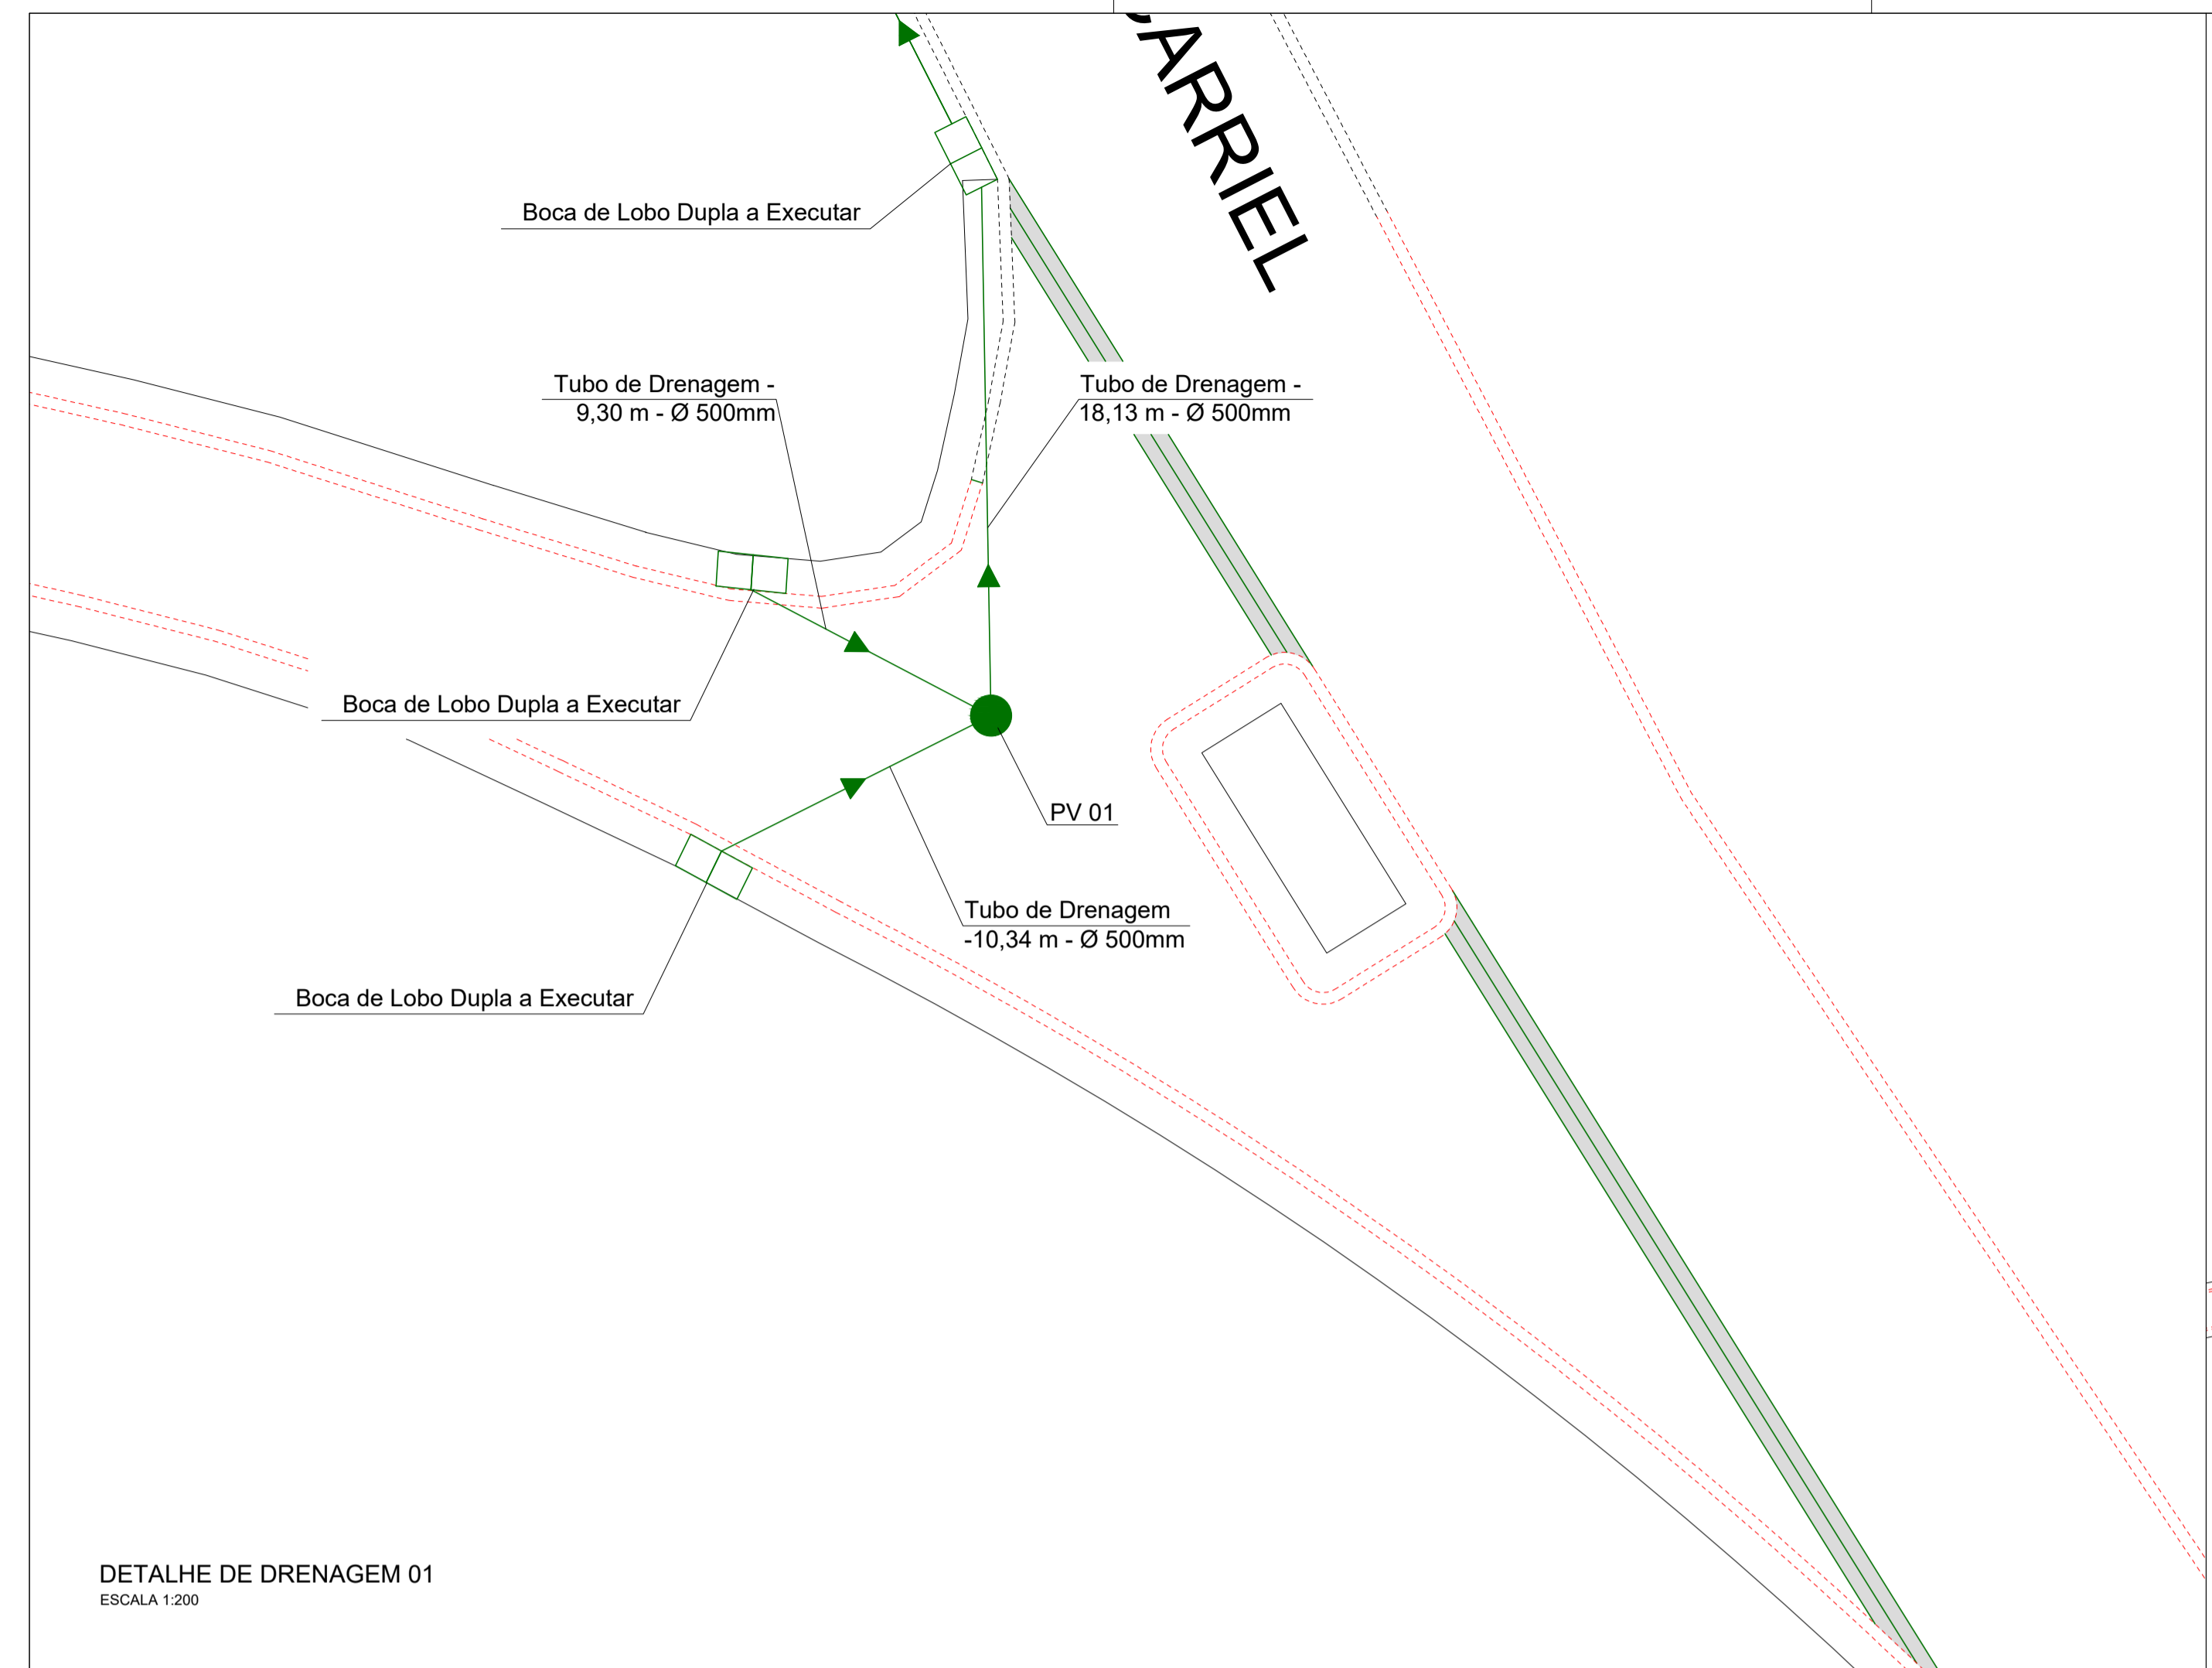 CARRIEL
Boca de Lobo Dupla a Executar
Tubo de Drenagem -
9,30 m - Ø 500mm
Tubo de Drenagem -
18,13 m - Ø 500mm
Boca de Lobo Dupla a Executar
PV 01
Tubo de Drenagem
-10,34 m - Ø 500mm
Boca de Lobo Dupla a Executar
DETALHE DE DRENAGEM 01
ESCALA 1:200